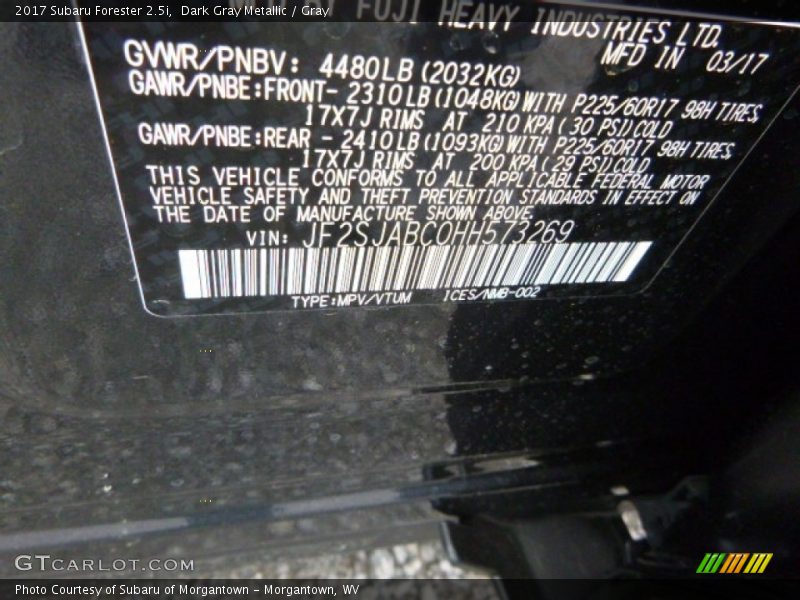 2017 Subaru Forester 2.5i,  Dark Gray Metallic / Gray
FUJI HEAVY INDUSTRIES LTD.
MFD IN 03/17
GVWR/PNBV: 4480LB(2032KG)
GAWR/PNBE:FRONT- 2310LB(1048KG)WITH P225/60R17 98H TIRES,
17X7J RIMS AT 210 KPA( 30 PSI)COLD
GAWR/PNBE:REAR - 2410LB(1093KG)WITH P225/60R17 98H TIRES,
17X7J RIMS AT 200 KPA( 29 PSI)COLD
THIS VEHICLE CONFORMS TO ALL APPLICABLE FEDERAL MOTOR
VEHICLE SAFETY AND THEFT PREVENTION STANDARDS IN EFFECT ON
THE DATE OF MANUFACTURE SHOWN ABOVE.
VIN: JF2SJABC0HH573269
TYPE:MPV/VTUM ICES/NMB-002
GTCARLOT.COM
Photo Courtesy of Subaru of Morgantown - Morgantown, WV